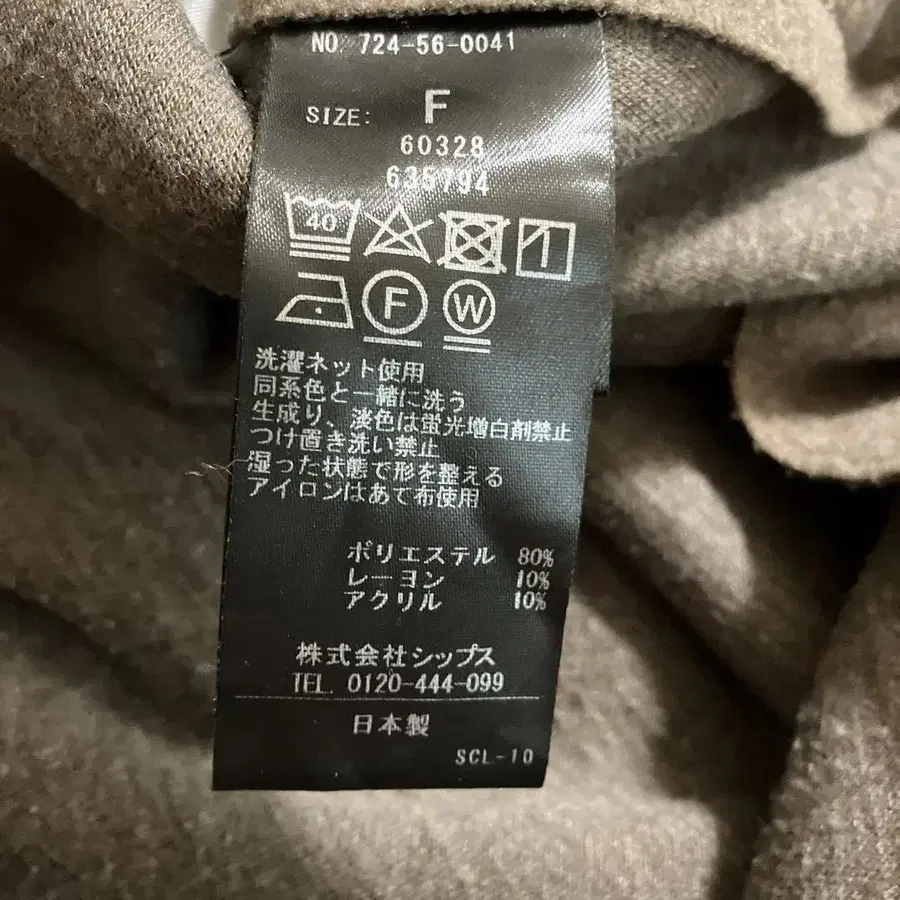 NO. 724-56-0041
SIZE: F
60328
635794
40
F W
洗濯ネット使用
同系色と一緒に洗う
生成り、淡色は蛍光増白剤禁止
つけ置き洗い禁止
湿った状態で形を整える
アイロンはあて布使用
ポリエステル 80%
レーヨン 10%
アクリル 10%
株式会社シップス
TEL. 0120-444-099
日本製
SCL-10